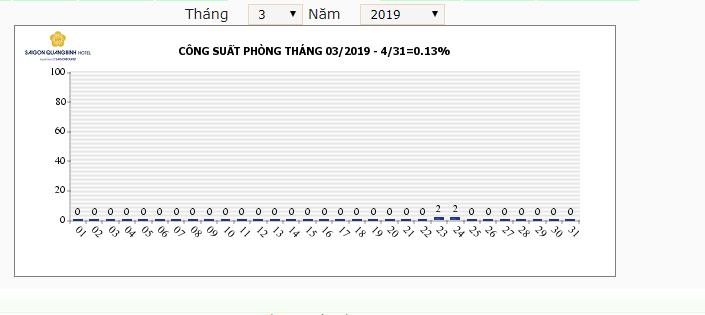 Tháng 3 Năm 2019
SAIGON QUANGBINH HOTEL
CÔNG SUẤT PHÒNG THÁNG 03/2019 - 4/31=0.13%
100
80
60
40
20
0
0 0 0 0 0 0 0 0 0 0 0 0 0 0 0 0 0 0 0 0 0 0 2 2 0 0 0 0 0 0 0
01 02 03 04 05 06 07 08 09 10 11 12 13 14 15 16 17 18 19 20 21 22 23 24 25 26 27 28 29 30 31